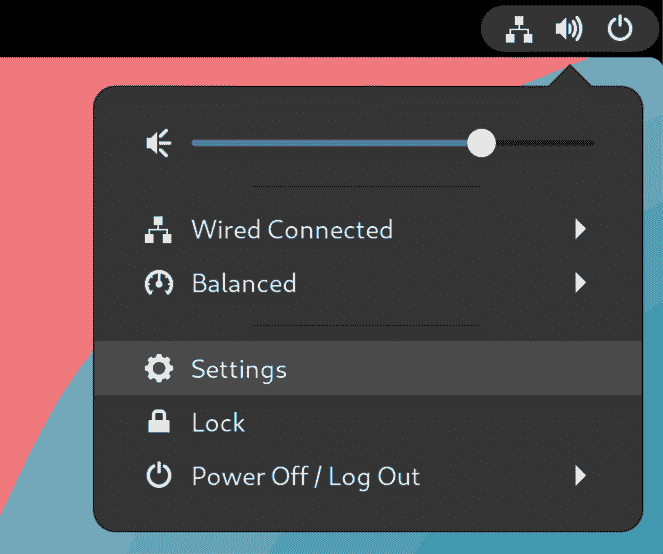 Wired Connected
Balanced
Settings
Lock
Power Off / Log Out